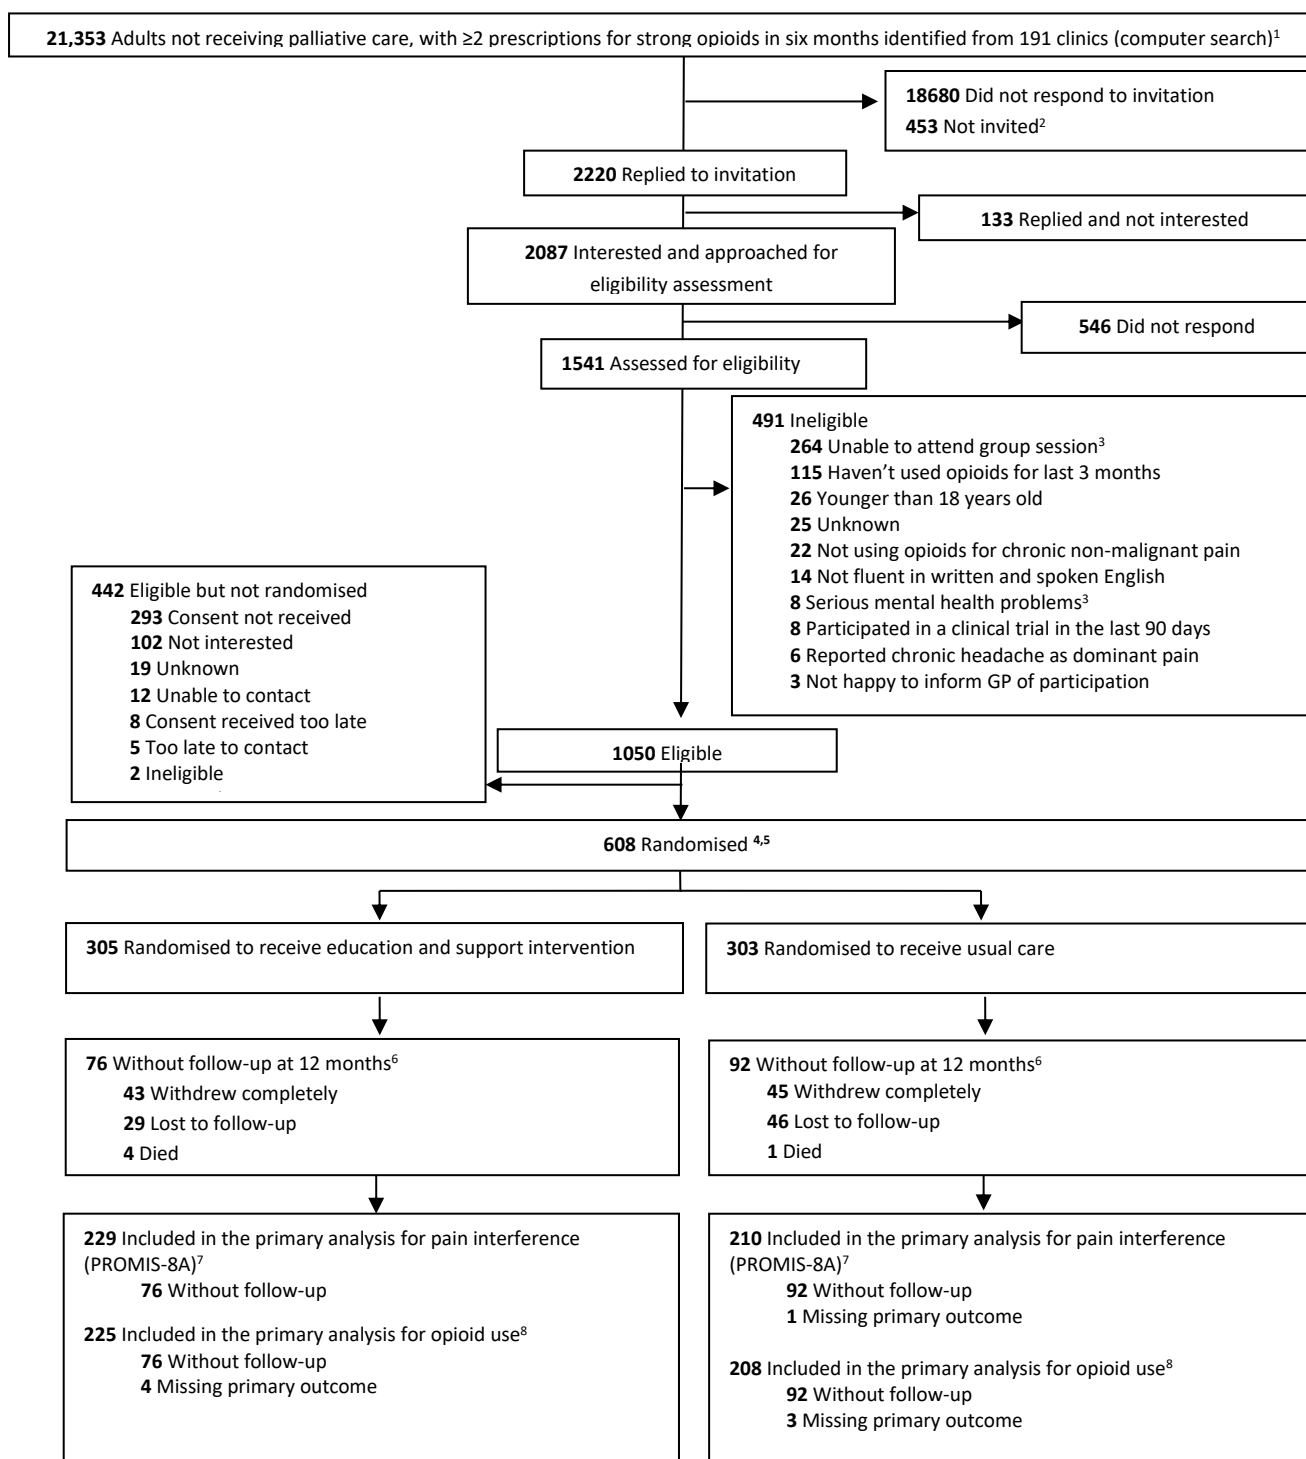 21,353 Adults not receiving palliative care, with ≥2 prescriptions for strong opioids in six months identified from 191 clinics (computer search)1
18680 Did not respond to invitation
453 Not invited2
2220 Replied to invitation
133 Replied and not interested
2087 Interested and approached for
eligibility assessment
546 Did not respond
1541 Assessed for eligibility
491 Ineligible
264 Unable to attend group session3
115 Haven’t used opioids for last 3 months
26 Younger than 18 years old
25 Unknown
22 Not using opioids for chronic non-malignant pain
14 Not fluent in written and spoken English
8 Serious mental health problems3
8 Participated in a clinical trial in the last 90 days
6 Reported chronic headache as dominant pain
3 Not happy to inform GP of participation
442 Eligible but not randomised
293 Consent not received
102 Not interested
19 Unknown
12 Unable to contact
8 Consent received too late
5 Too late to contact
2 Ineligible
1050 Eligible
608 Randomised 4,5
305 Randomised to receive education and support intervention
303 Randomised to receive usual care
76 Without follow-up at 12 months6
43 Withdrew completely
29 Lost to follow-up
4 Died
92 Without follow-up at 12 months6
45 Withdrew completely
46 Lost to follow-up
1 Died
229 Included in the primary analysis for pain interference
(PROMIS-8A)7
76 Without follow-up
225 Included in the primary analysis for opioid use8
76 Without follow-up
4 Missing primary outcome
210 Included in the primary analysis for pain interference
(PROMIS-8A)7
92 Without follow-up
1 Missing primary outcome
208 Included in the primary analysis for opioid use8
92 Without follow-up
3 Missing primary outcome